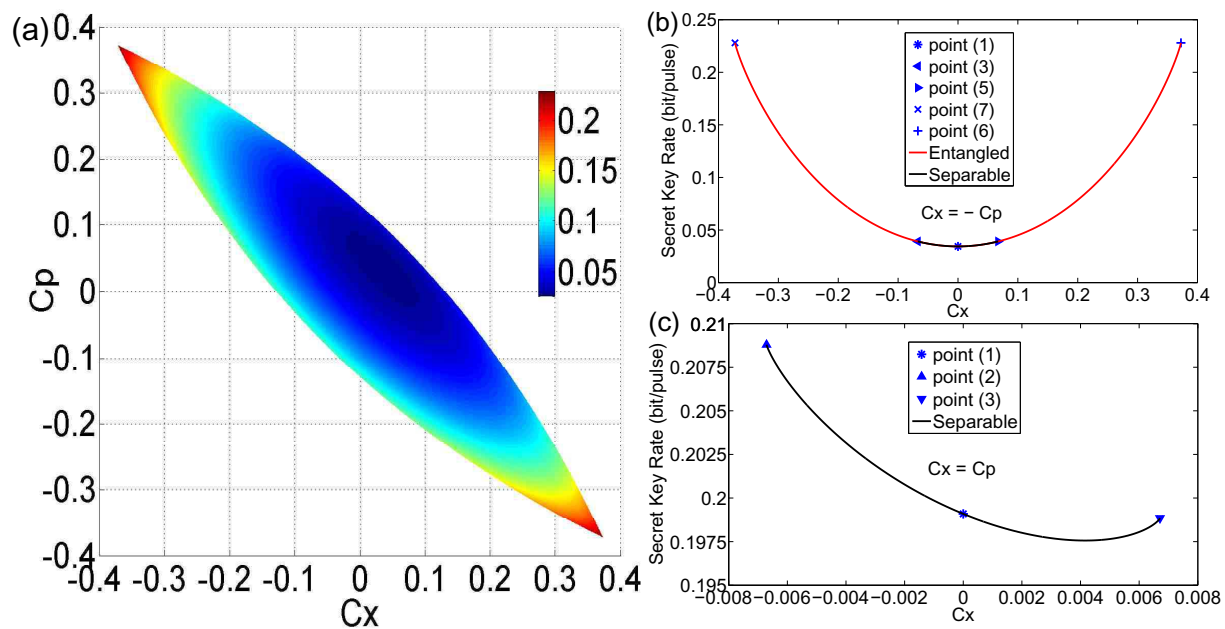 (a)
0.4
0.3
0.2
0.1
0
-0.1
-0.2
-0.3
-0.4
Cp
0.2
0.15
0.1
0.05
-0.4 -0.3 -0.2 -0.1 0 0.1 0.2 0.3 0.4
Cx
(b)
0.25
0.2
0.15
0.1
0.05
0
Secret Key Rate (bit/pulse)
point (1)
point (3)
point (5)
point (7)
point (6)
Entangled
Separable
Cx = − Cp
−0.4 −0.3 −0.2 −0.1 0 0.1 0.2 0.3 0.4
Cx
(c)
0.21
0.2075
0.205
0.2025
0.2
0.1975
0.195
Secret Key Rate (bit/pulse)
point (1)
point (2)
point (3)
Separable
Cx = Cp
−0.008 −0.006 −0.004 −0.002 0 0.002 0.004 0.006 0.008
Cx